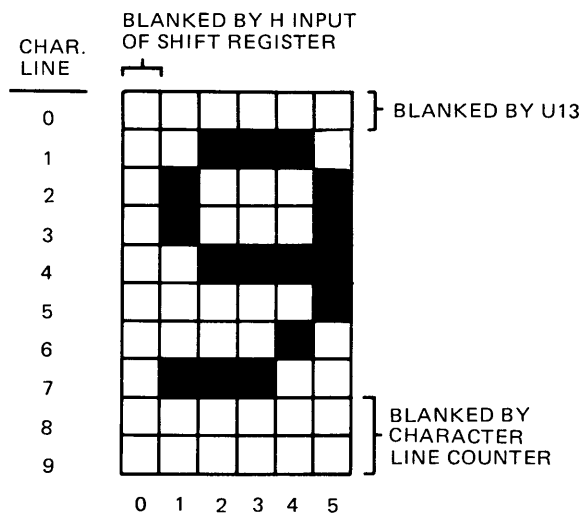 BLANKED BY H INPUT
OF SHIFT REGISTER
CHAR.
LINE
0
BLANKED BY U13
1
2
3
4
5
6
7
8
9
BLANKED BY
CHARACTER
LINE COUNTER
0 1 2 3 4 5